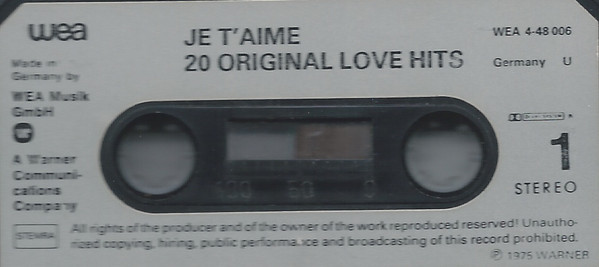 wea
JE T'AIME
20 ORIGINAL LOVE HITS
WEA 4-48 006
Germany U
Made in
Germany by
WEA Musik
GmbH
A Warner
Communi-
cations
Company
100 50 0
1
STEREO
STEMRA
All rights of the producer and of the owner of the work reproduced reserved! Unautho-
rized copying, hiring, public performance and broadcasting of this record prohibited.
℗ 1975 WARNER